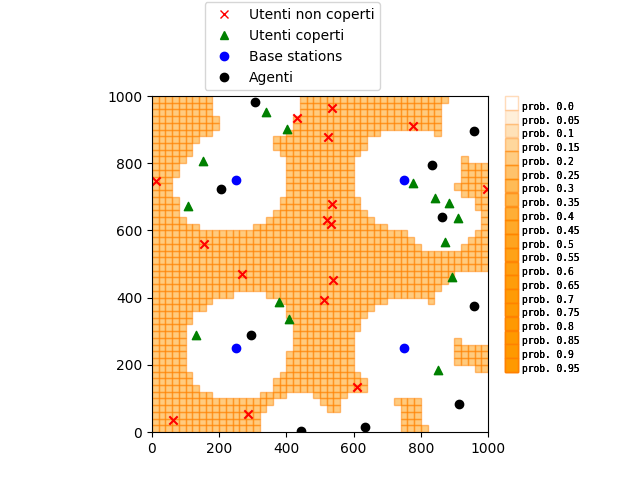 Utenti non coperti
Utenti coperti
Base stations
Agenti
1000
800
600
400
200
0
0 200 400 600 800 1000
prob. 0.0
prob. 0.05
prob. 0.1
prob. 0.15
prob. 0.2
prob. 0.25
prob. 0.3
prob. 0.35
prob. 0.4
prob. 0.45
prob. 0.5
prob. 0.55
prob. 0.6
prob. 0.65
prob. 0.7
prob. 0.75
prob. 0.8
prob. 0.85
prob. 0.9
prob. 0.95